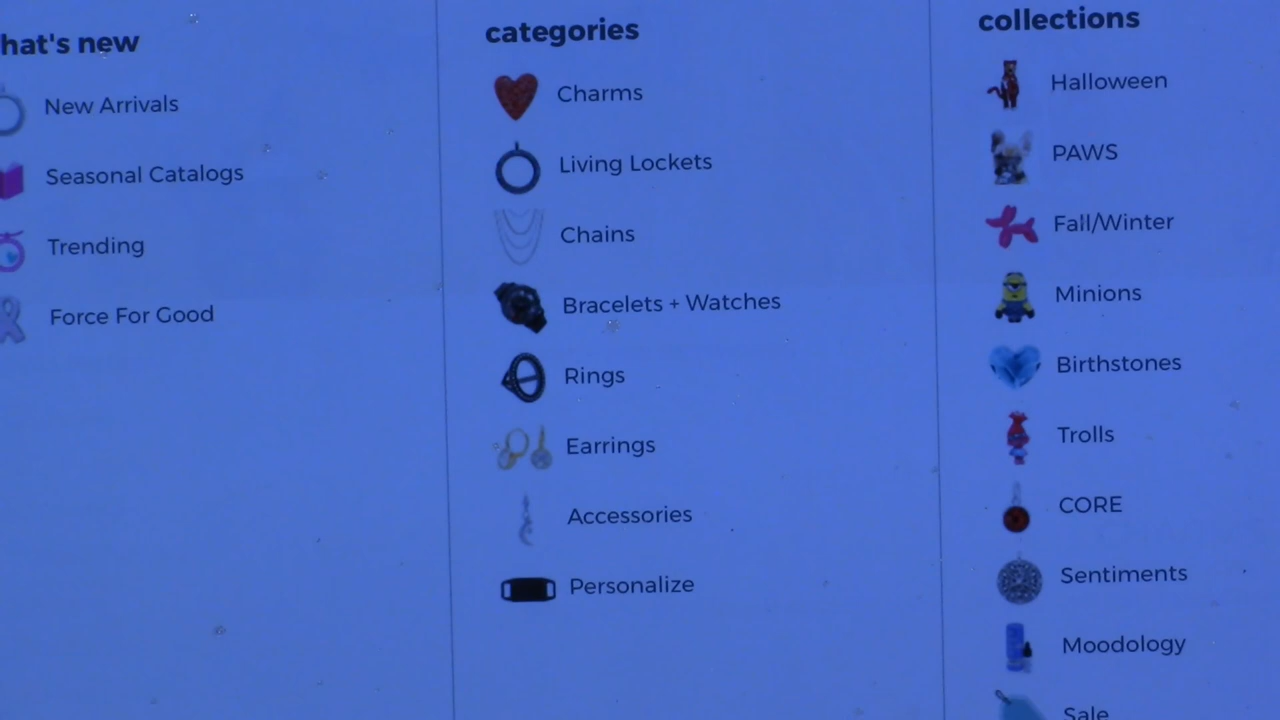 hat's new
New Arrivals
Seasonal Catalogs
Trending
Force For Good
categories
Charms
Living Lockets
Chains
Bracelets + Watches
Rings
Earrings
Accessories
Personalize
collections
Halloween
PAWS
Fall/Winter
Minions
Birthstones
Trolls
CORE
Sentiments
Moodology
Sale